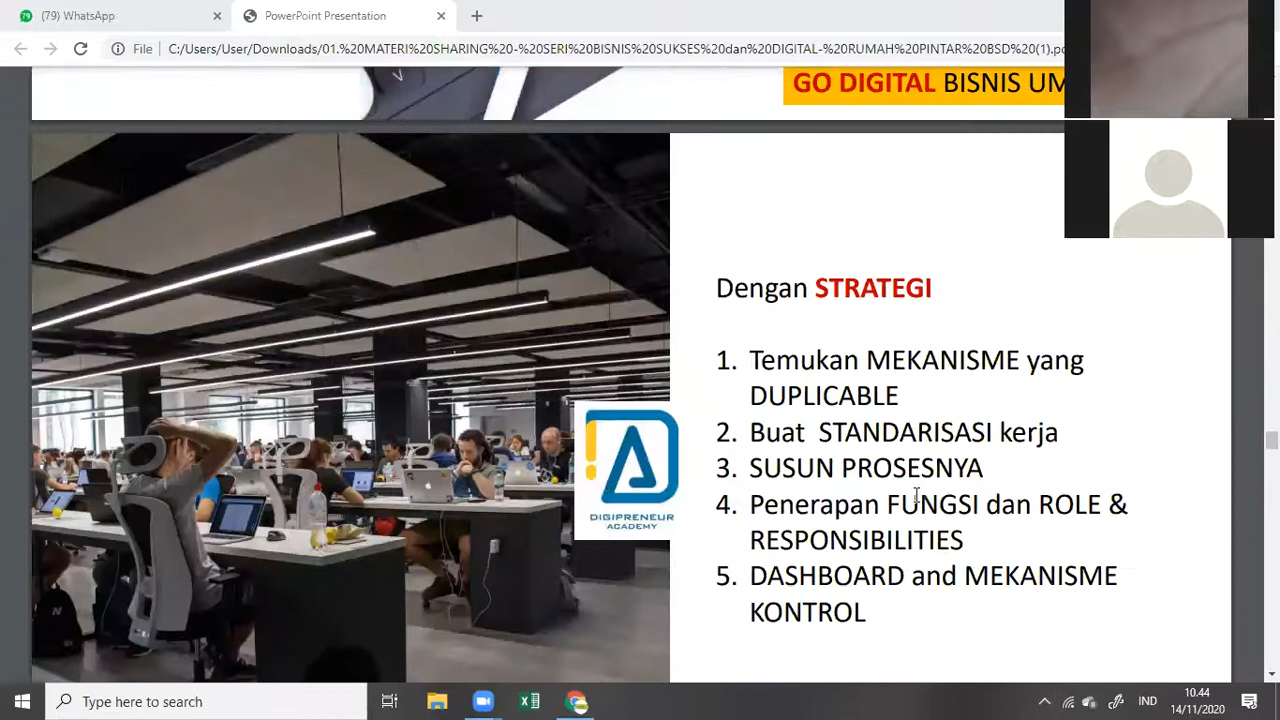 (79) WhatsApp
PowerPoint Presentation
File
C:/Users/User/Downloads/01.%20MATERI%20SHARING%20-%20SERI%20BISNIS%20SUKSES%20dan%20DIGITAL-%20RUMAH%20PINTAR%20BSD%20(1).p
GO DIGITAL BISNIS UM
Dengan STRATEGI
1. Temukan MEKANISME yang
DUPLICABLE
2. Buat STANDARISASI kerja
3. SUSUN PROSESNYA
4. Penerapan FUNGSI dan ROLE &
RESPONSIBILITIES
5. DASHBOARD and MEKANISME
KONTROL
DIGIPRENEUR
ACADEMY
Type here to search
IND
10.44
14/11/2020